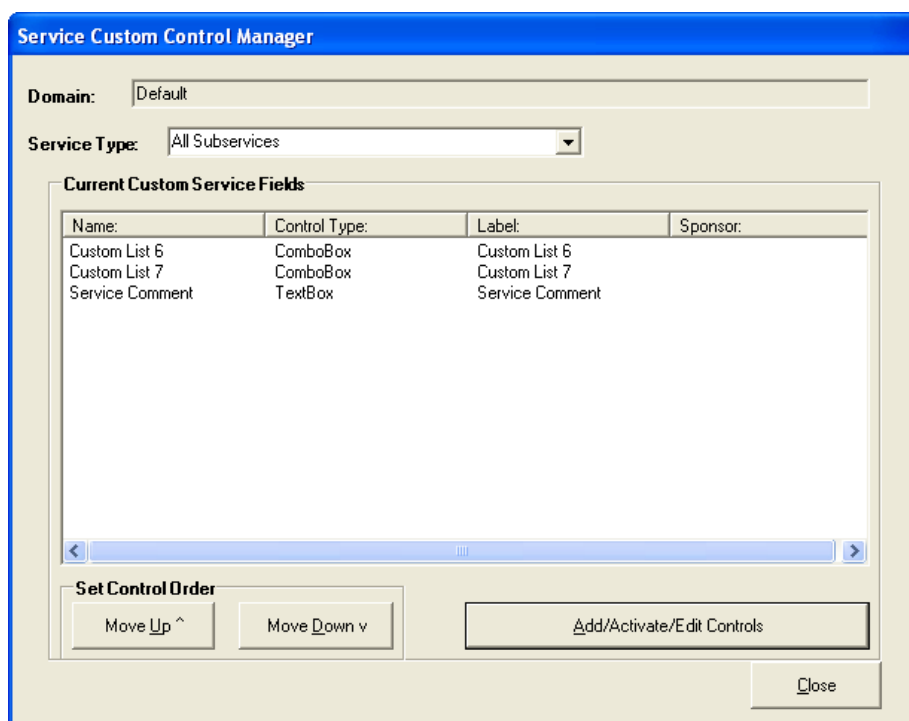 Service Custom Control Manager
Domain: Default
Service Type: All Subservices
Current Custom Service Fields
Name: Control Type: Label: Sponsor:
Custom List 6 ComboBox Custom List 6
Custom List 7 ComboBox Custom List 7
Service Comment TextBox Service Comment
Set Control Order
Move Up ^ Move Down v Add/Activate/Edit Controls
Close